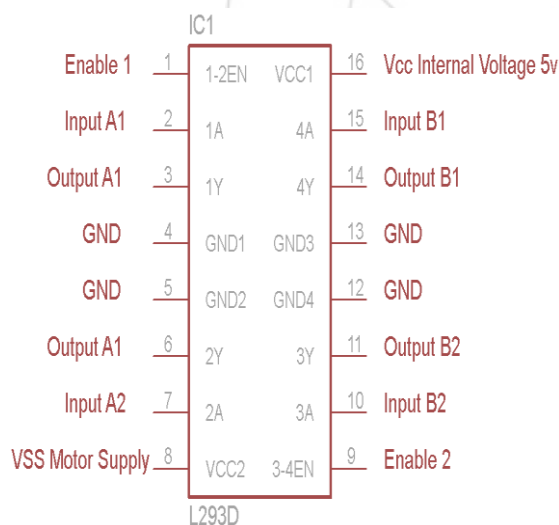 IC1
Enable 1 1 1-2EN VCC1 16 Vcc Internal Voltage 5v
Input A1 2 1A 4A 15 Input B1
Output A1 3 1Y 4Y 14 Output B1
GND 4 GND1 GND3 13 GND
GND 5 GND2 GND4 12 GND
Output A1 6 2Y 3Y 11 Output B2
Input A2 7 2A 3A 10 Input B2
VSS Motor Supply 8 VCC2 3-4EN 9 Enable 2
L293D